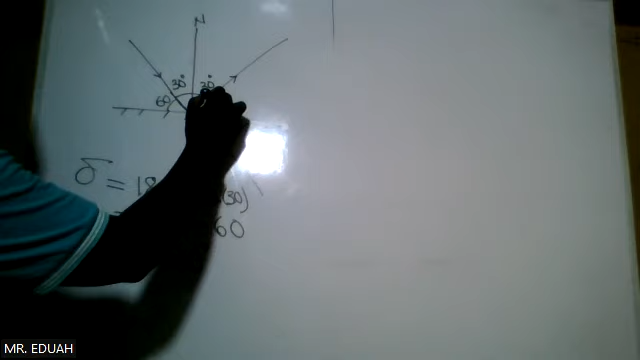 N
30° 30°
60
δ = 18 (30)
60
MR. EDUAH